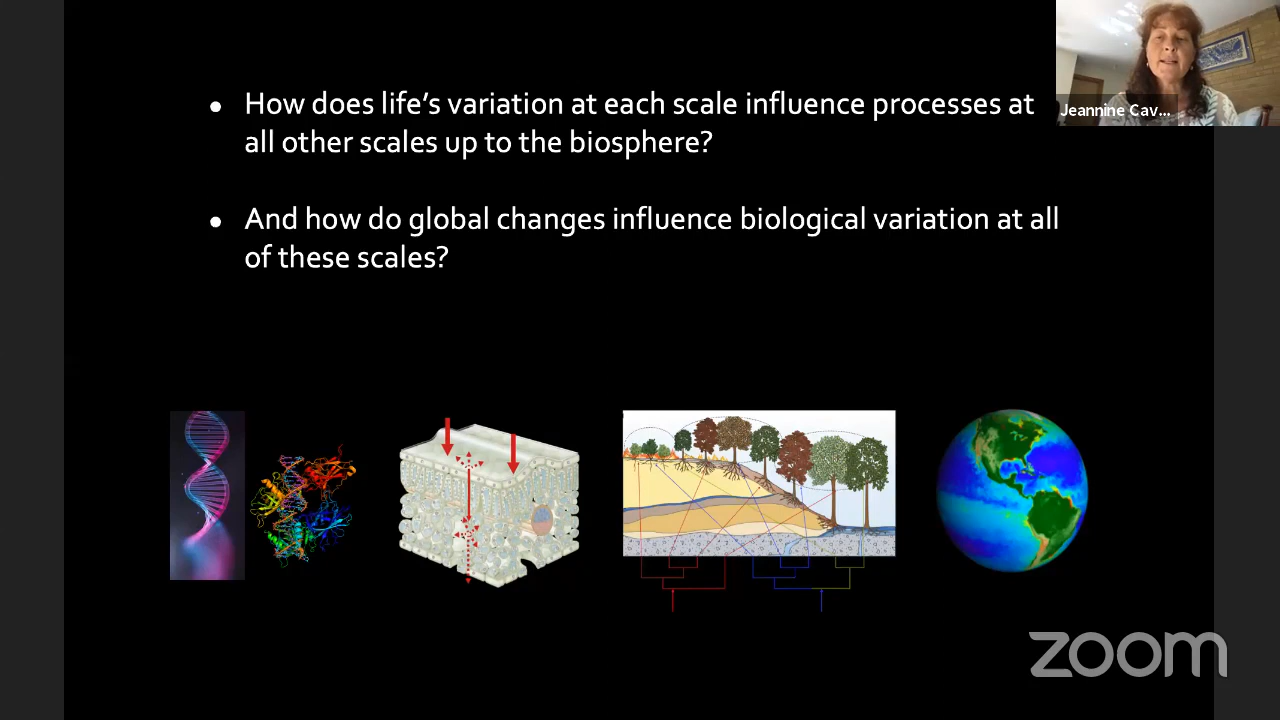 ● How does life's variation at each scale influence processes at
all other scales up to the biosphere?
● And how do global changes influence biological variation at all
of these scales?
Jeannine Cav...
zoom